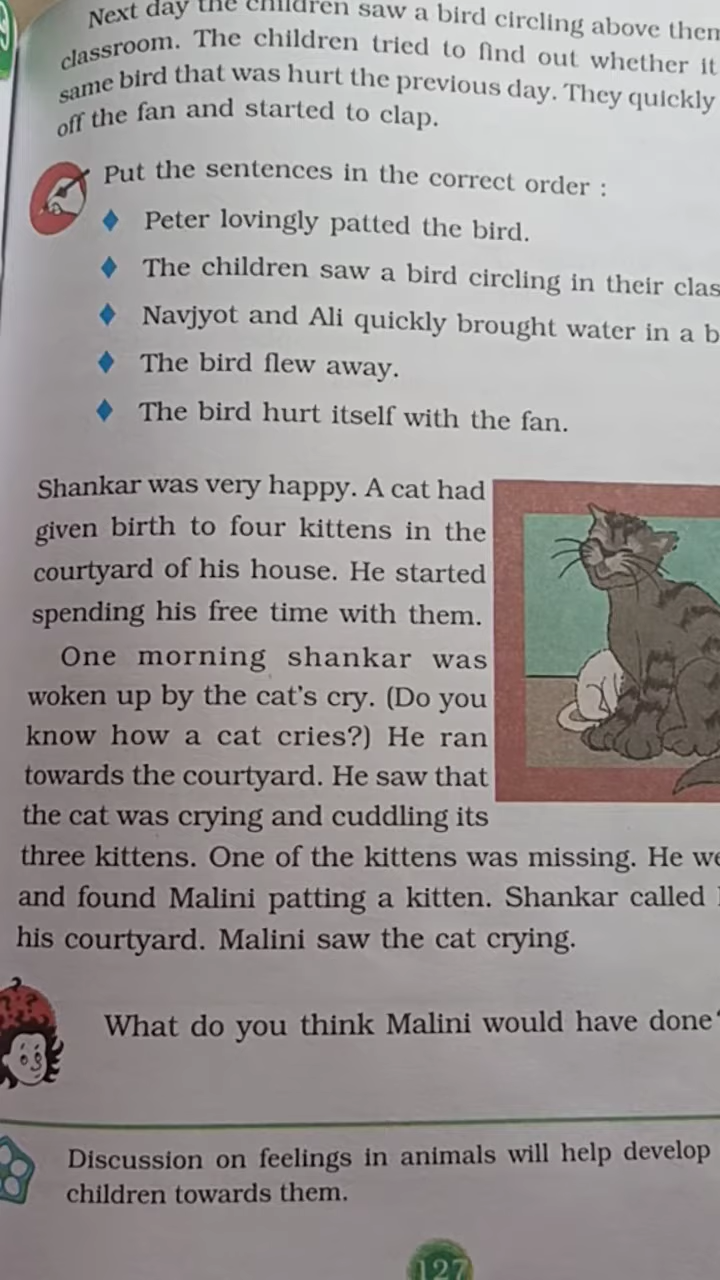 Next day the children saw a bird circling above
classroom. The children tried to find out whether it
same bird that was hurt the previous day. They quickly
off the fan and started to clap.
Put the sentences in the correct order :
Peter lovingly patted the bird.
The children saw a bird circling in their
Navjyot and Ali quickly brought water in a
The bird flew away.
The bird hurt itself with the fan.
Shankar was very happy. A cat had
given birth to four kittens in the
courtyard of his house. He started
spending his free time with them.
One morning shankar was
woken up by the cat's cry. (Do you
know how a cat cries?) He ran
towards the courtyard. He saw that
the cat was crying and cuddling its
three kittens. One of the kittens was missing. He
and found Malini patting a kitten. Shankar called
his courtyard. Malini saw the cat crying.
What do you think Malini would have done?
Discussion on feelings in animals will help develop
children towards them.
127